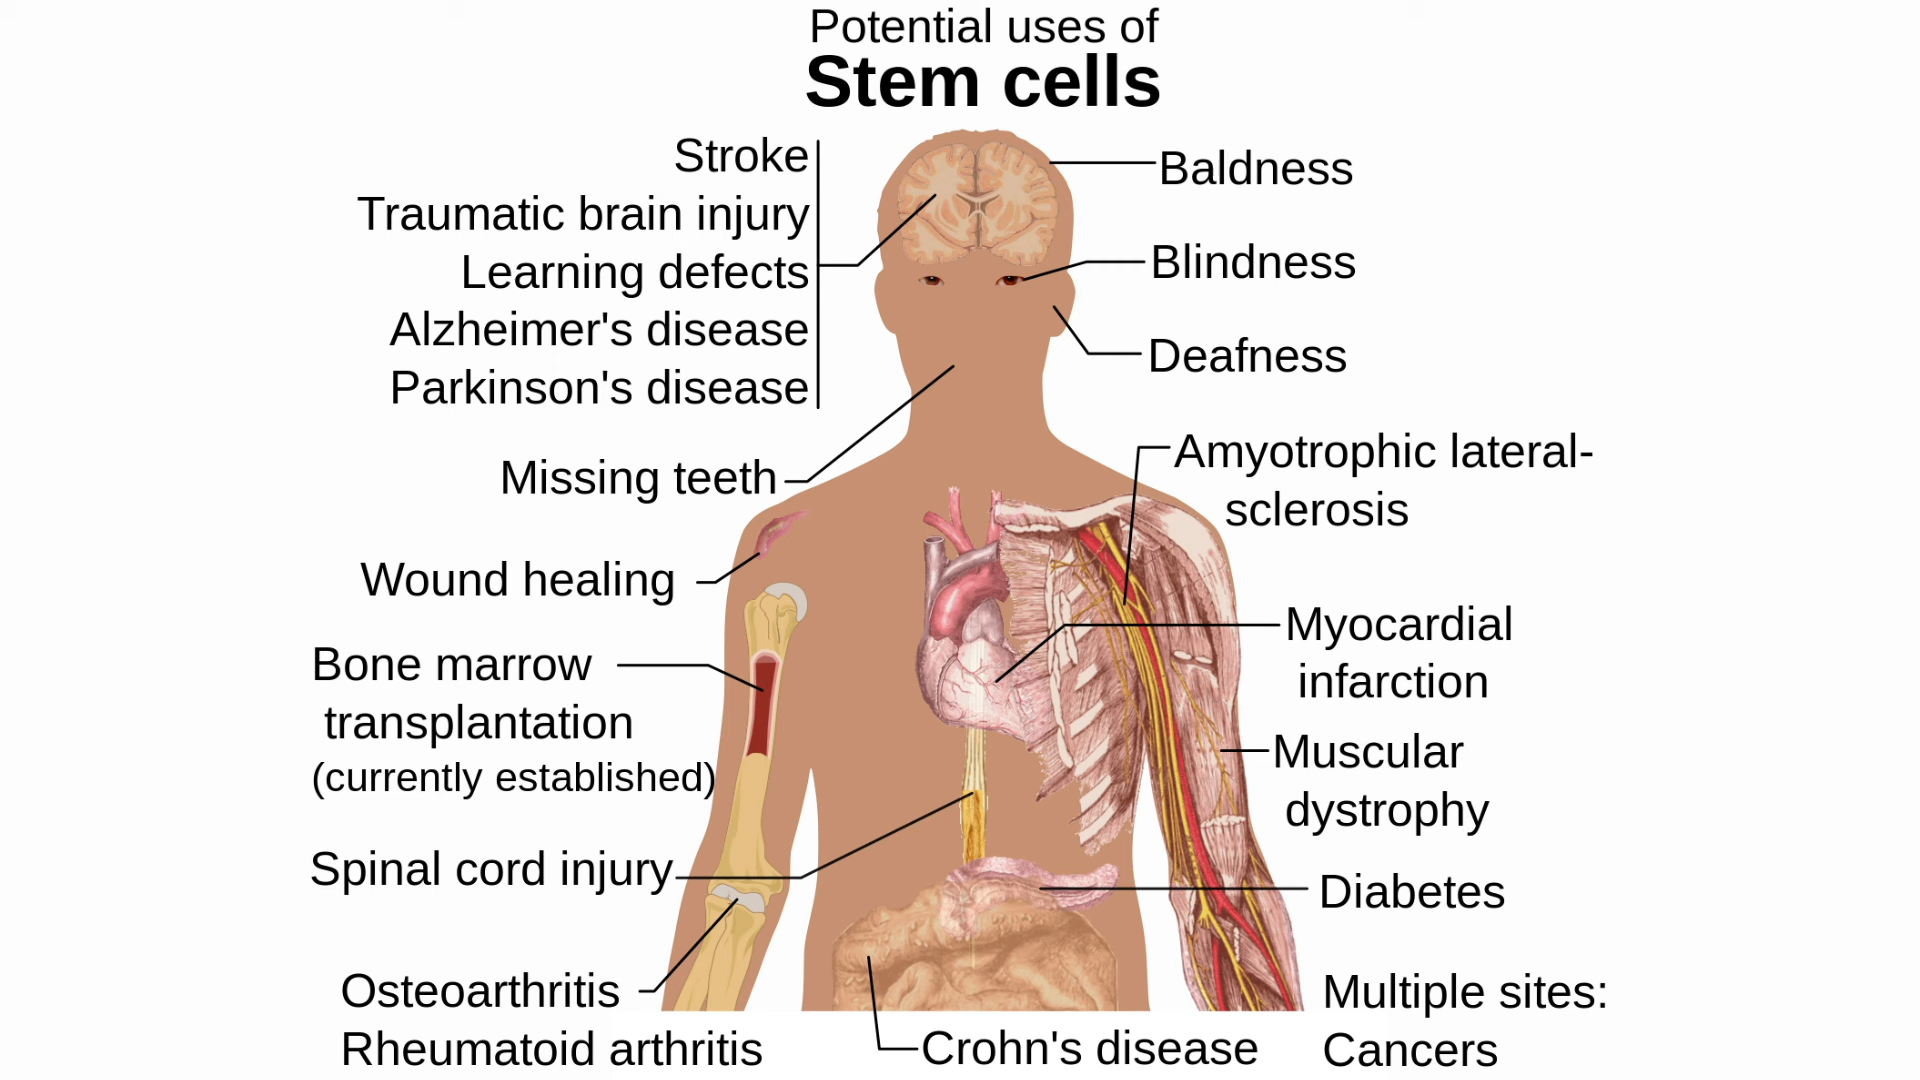 Potential uses of
Stem cells
Stroke
Traumatic brain injury
Learning defects
Alzheimer's disease
Parkinson's disease
Missing teeth
Wound healing
Bone marrow
transplantation
(currently established)
Spinal cord injury
Osteoarthritis
Rheumatoid arthritis
Baldness
Blindness
Deafness
Amyotrophic lateral-
sclerosis
Myocardial
infarction
Muscular
dystrophy
Diabetes
Crohn's disease
Multiple sites:
Cancers